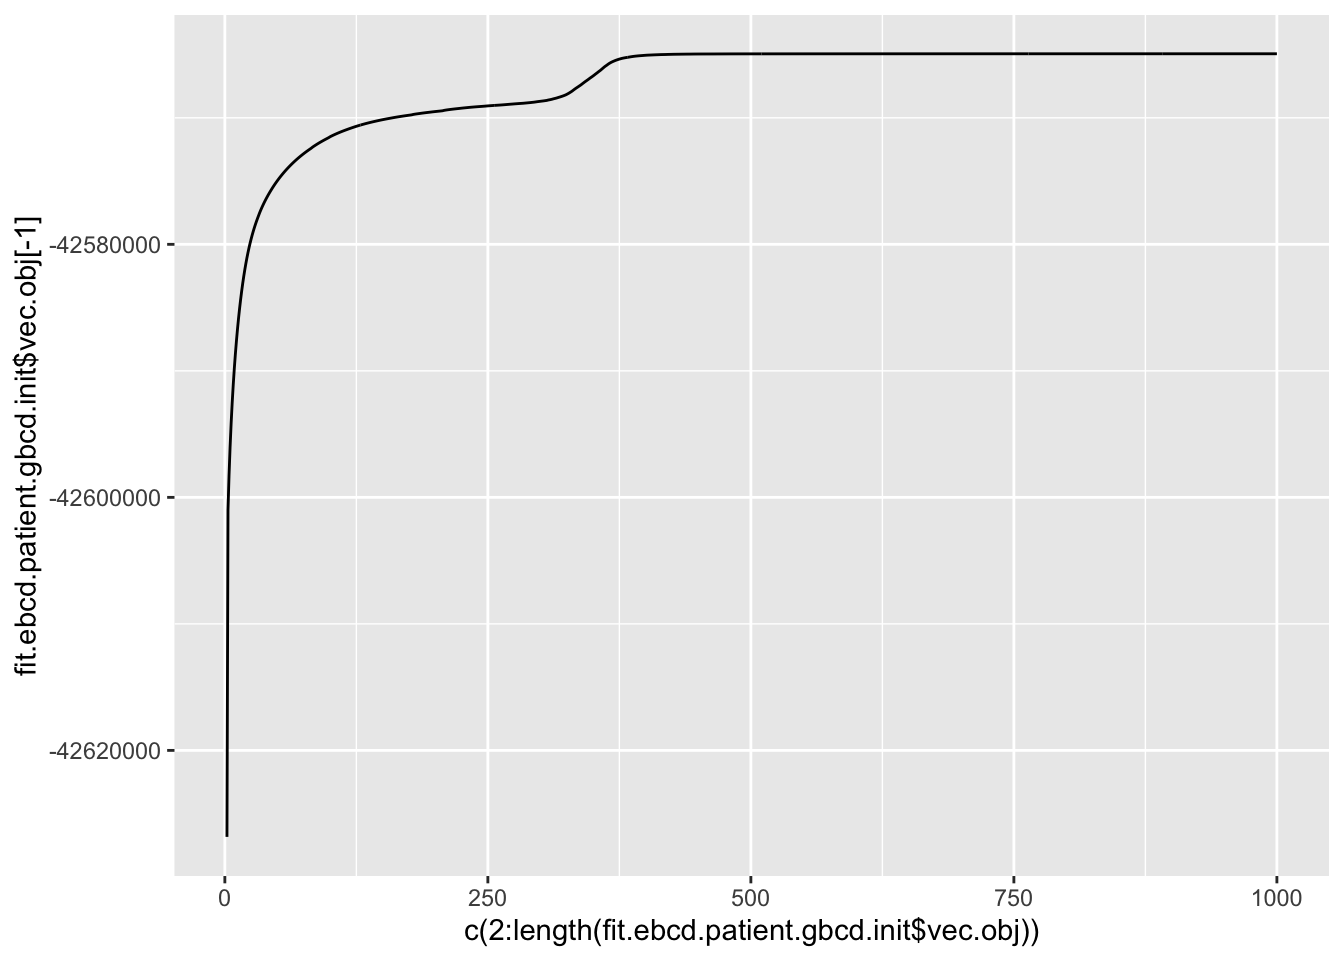 fit.ebcd.patient.gbcd.init$vec.obj[-1]
-42580000
-42600000
-42620000
0 250 500 750 1000
c(2:length(fit.ebcd.patient.gbcd.init$vec.obj))